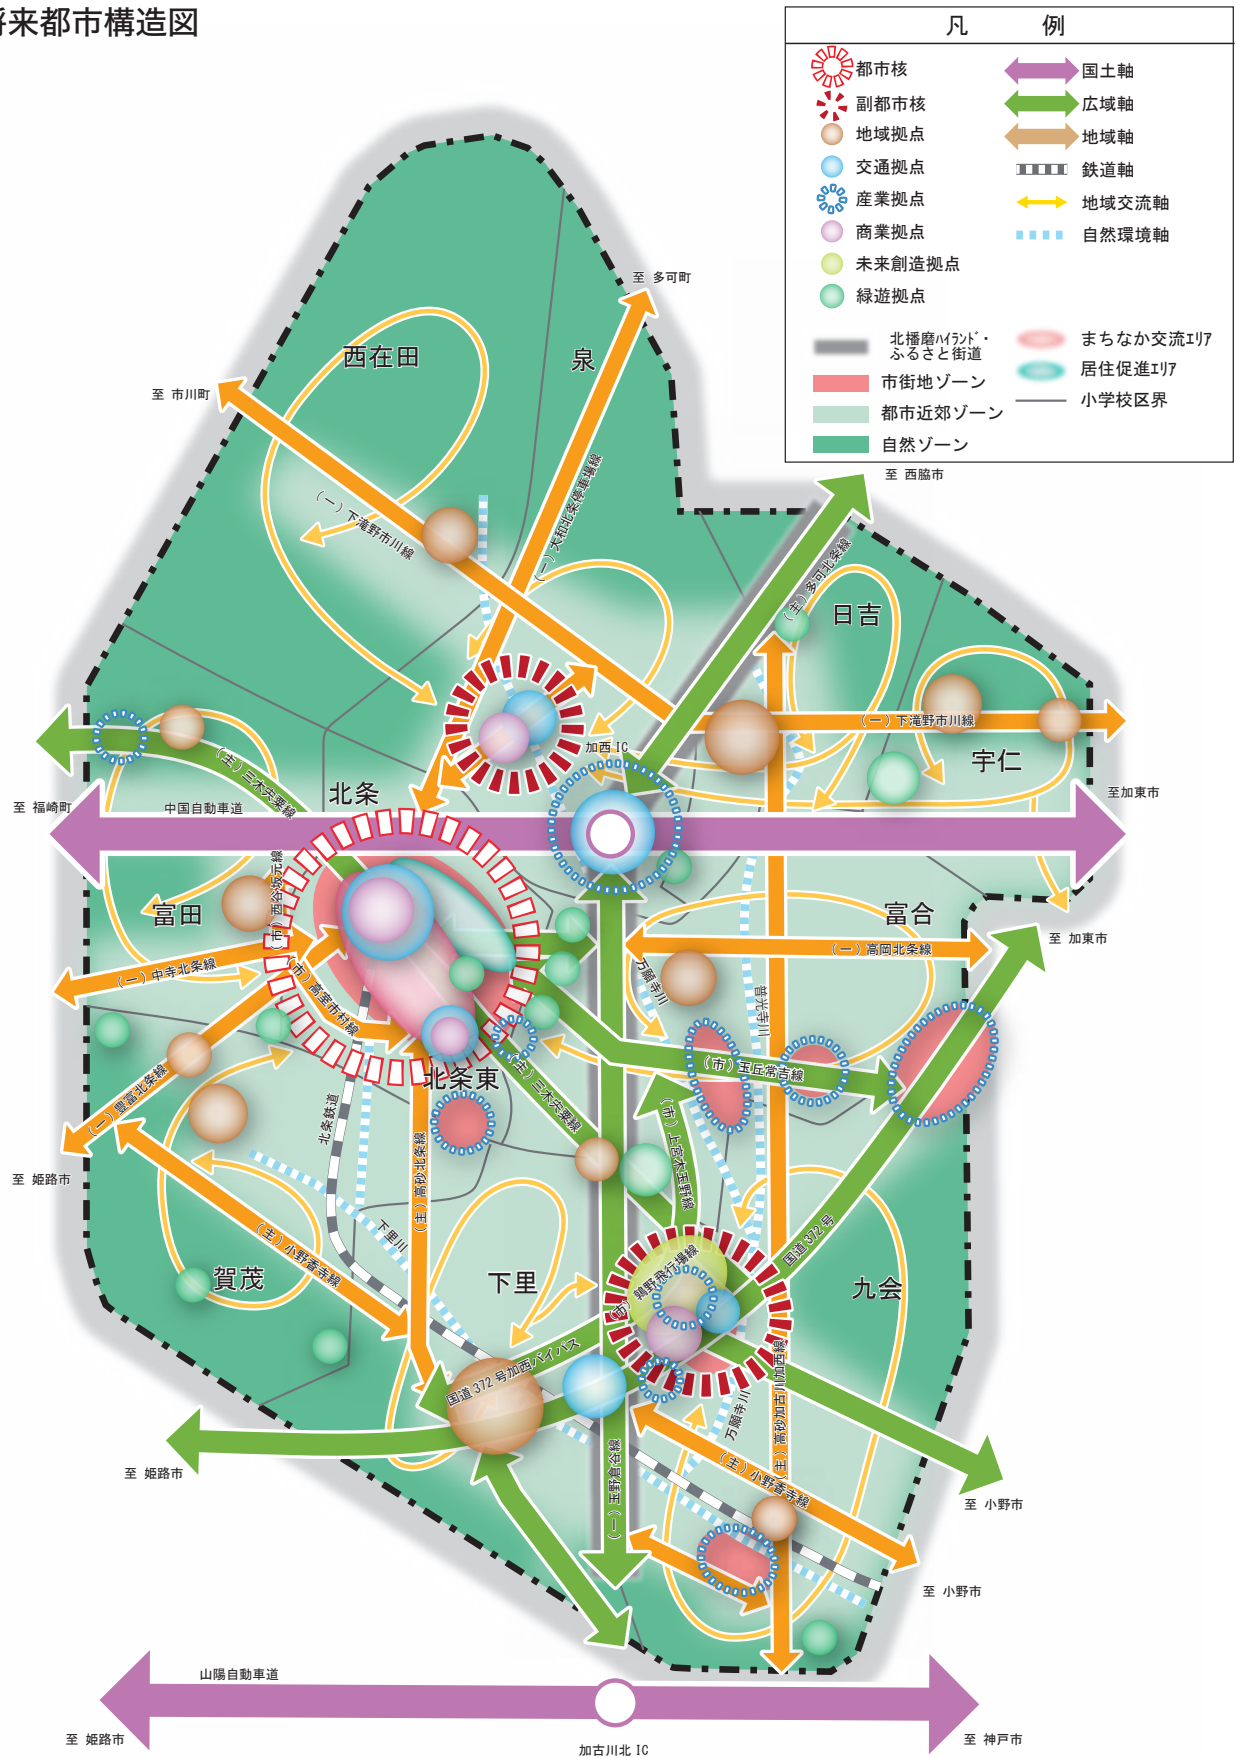 将来都市構造図
凡 例
都市核
副都市核
地域拠点
交通拠点
産業拠点
商業拠点
未来創造拠点
緑遊拠点
国土軸
広域軸
地域軸
鉄道軸
地域交流軸
自然環境軸
北播磨ハイランド・
ふるさと街道
市街地ゾーン
都市近郊ゾーン
自然ゾーン
まちなか交流エリア
居住促進エリア
小学校区界
至 多可町
西在田
泉
至 市川町
至 西脇市
(一)下滝野市川線
(一)大和北条停車場線
(主)多可北条線
日吉
(一)下滝野市川線
宇仁
加西IC
(主)三木宍粟線
北条
至 福崎町
中国自動車道
至加東市
(市)西谷坂元線
富田
富合
(一)高岡北条線
至 加東市
(一)中寺北条線
(市)高室市村線
万願寺川
普光寺川
(市)玉丘常吉線
(主)三木宍粟線
北条東
(一)豊富北条線
北条鉄道
(主)高砂北条線
(市)上宮木玉野線
至 姫路市
下里川
(主)小野香寺線
賀茂
下里
国道372号
(市)鶉野飛行場線
九会
国道372号加西バイパス
万願寺川
(主)高砂加古川加西線
(主)小野香寺線
(一)玉野倉谷線
至 姫路市
至 小野市
至 小野市
山陽自動車道
至 姫路市
加古川北 IC
至 神戸市